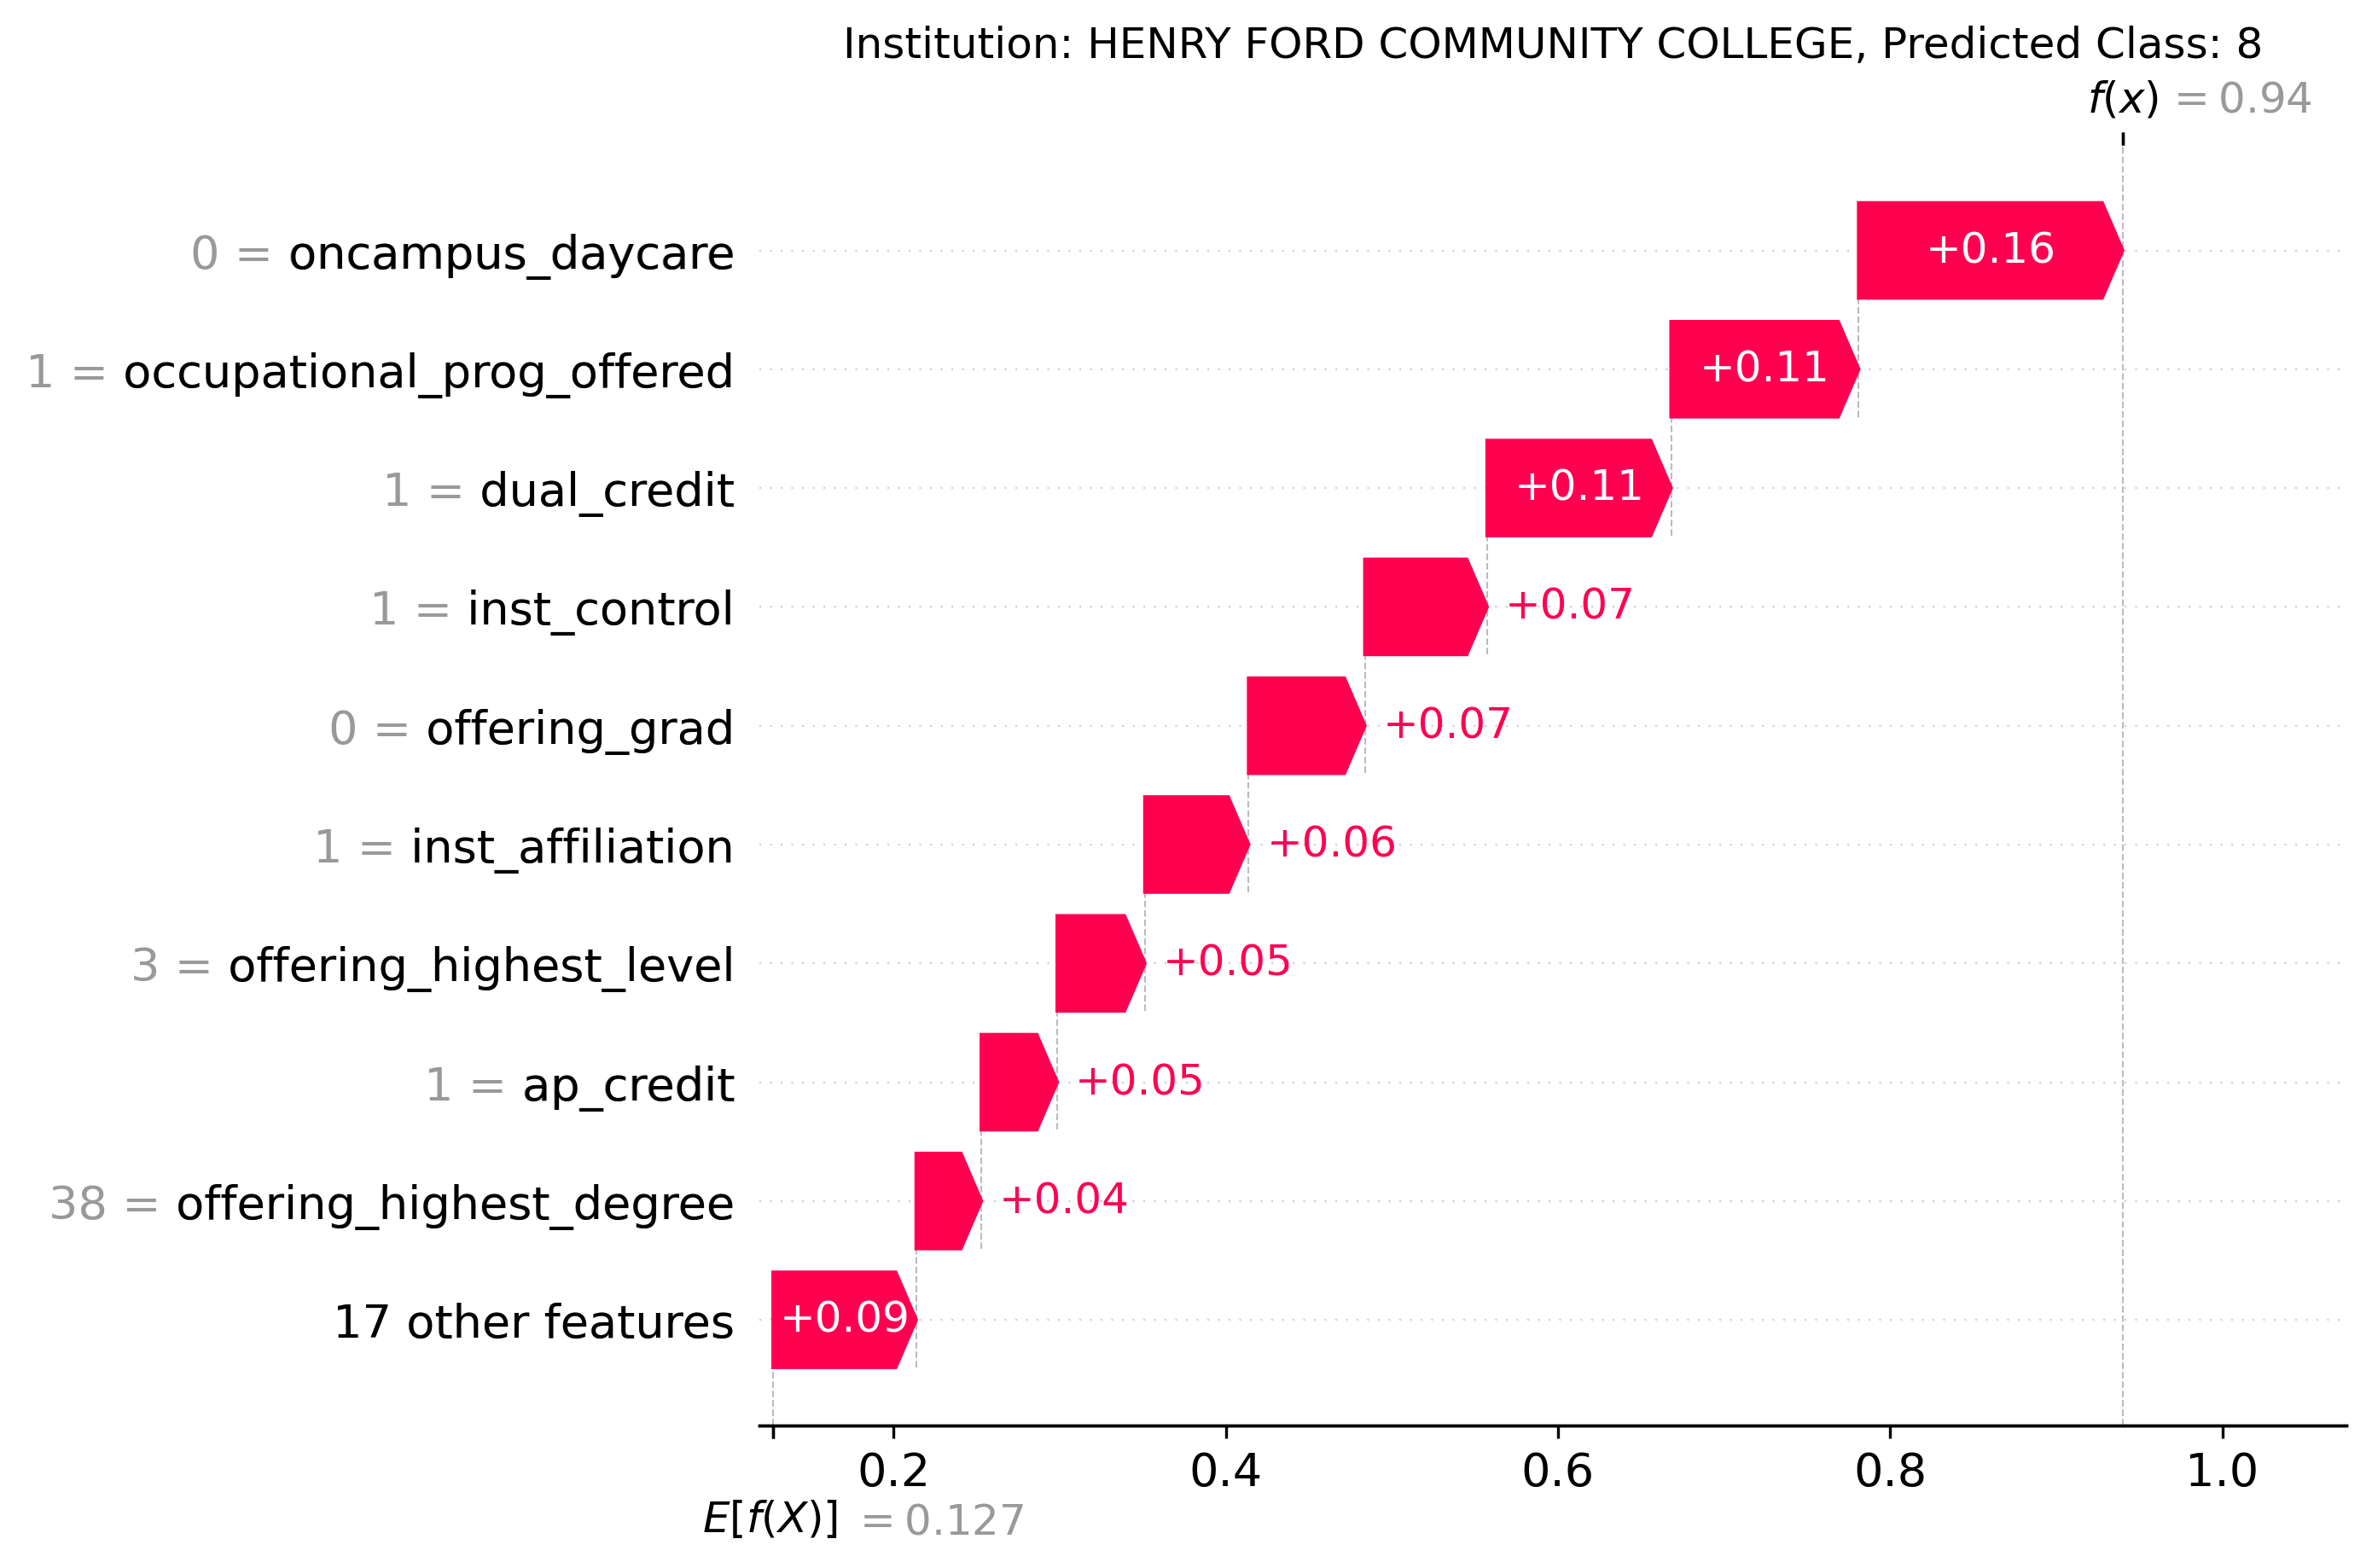 Institution: HENRY FORD COMMUNITY COLLEGE, Predicted Class: 8
f(x) = 0.94
0 = oncampus_daycare +0.16
1 = occupational_prog_offered +0.11
1 = dual_credit +0.11
1 = inst_control +0.07
0 = offering_grad +0.07
1 = inst_affiliation +0.06
3 = offering_highest_level +0.05
1 = ap_credit +0.05
38 = offering_highest_degree +0.04
17 other features +0.09
0.2 0.4 0.6 0.8 1.0
E[f(X)] = 0.127